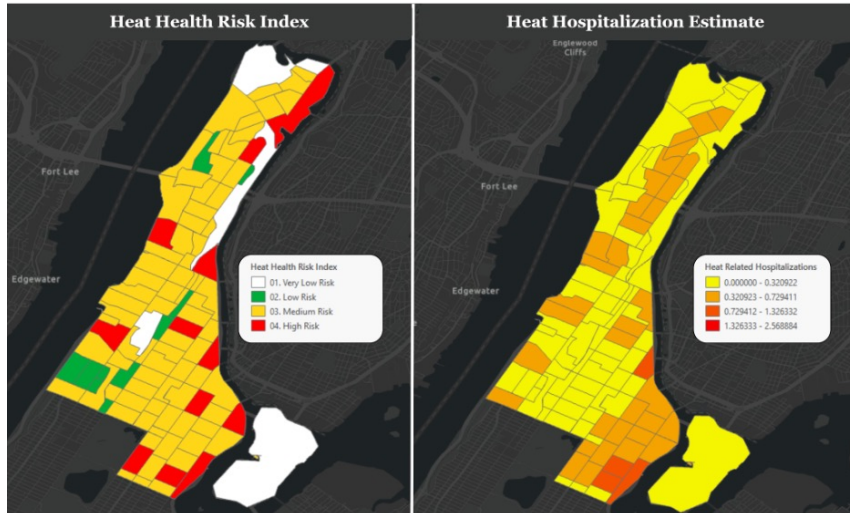 Heat Health Risk Index
Fort Lee
Edgewater
Heat Health Risk Index
01. Very Low Risk
02. Low Risk
03. Medium Risk
04. High Risk
Heat Hospitalization Estimate
Englewood
Cliffs
Fort Lee
Edgewater
Heat Related Hospitalizations
0.000000 - 0.320922
0.320923 - 0.729411
0.729412 - 1.326332
1.326333 - 2.568884